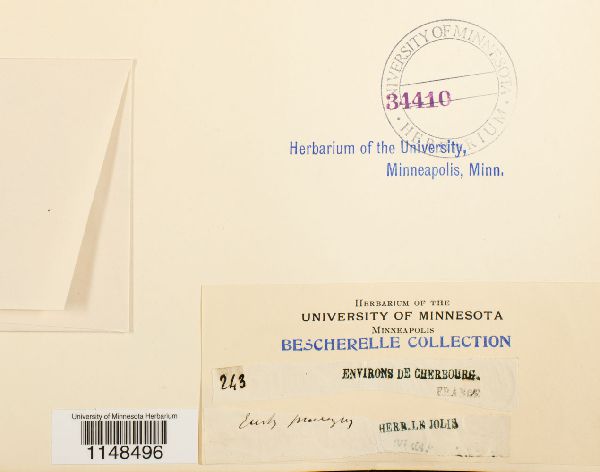 UNIVERSITY OF MINNESOTA
34410
· HERBARIUM ·
Herbarium of the University,
Minneapolis, Minn.
HERBARIUM OF THE
UNIVERSITY OF MINNESOTA
MINNEAPOLIS
BESCHERELLE COLLECTION
243
ENVIRONS DE CHERBOURG.
FRANCE
HERB. LE JOLIS
University of Minnesota Herbarium
1148496